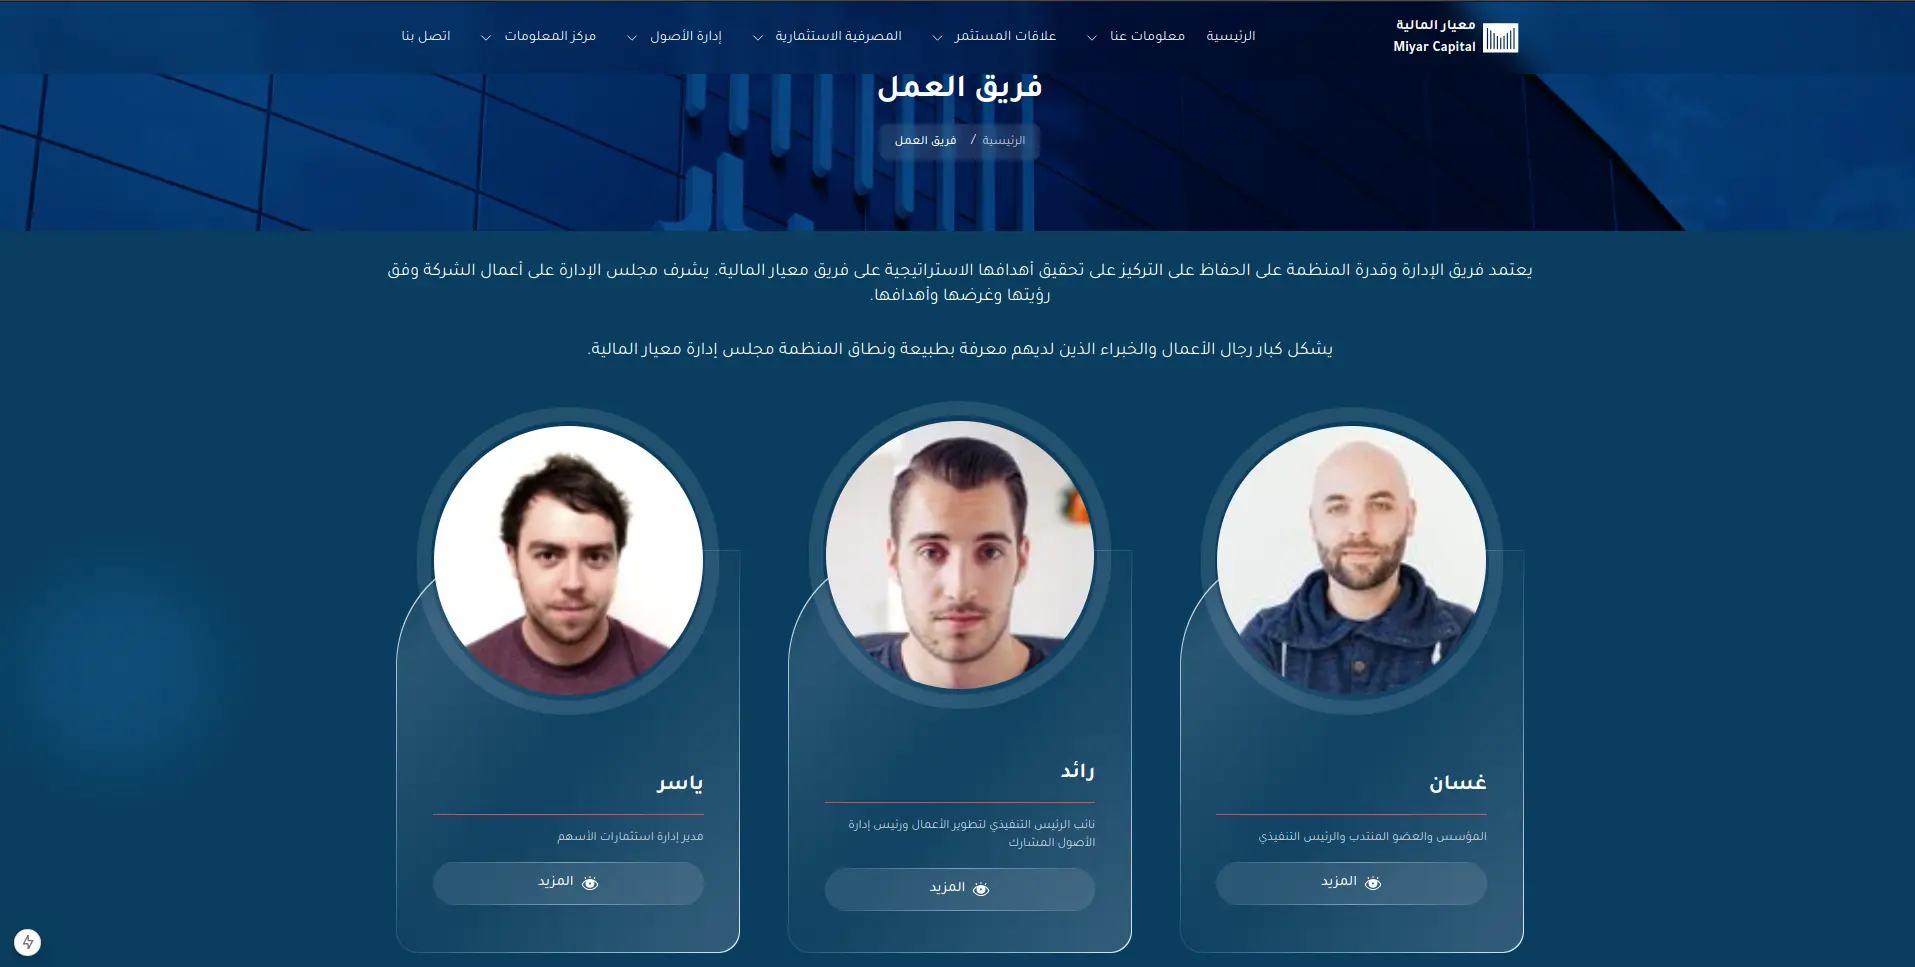 معيار المالية
Miyar Capital
الرئيسية
معلومات عنا
علاقات المستثمر
المصرفية الاستثمارية
إدارة الأصول
مركز المعلومات
اتصل بنا
فريق العمل
الرئيسية / فريق العمل
يعتمد فريق الإدارة وقدرة المنظمة على الحفاظ على التركيز على تحقيق أهدافها الاستراتيجية على فريق معيار المالية. يشرف مجلس الإدارة على أعمال الشركة وفق
رؤيتها وغرضها وأهدافها.
يشكل كبار رجال الأعمال والخبراء الذين لديهم معرفة بطبيعة ونطاق المنظمة مجلس إدارة معيار المالية.
غسان
المؤسس والعضو المنتدب والرئيس التنفيذي
المزيد
رائد
نائب الرئيس التنفيذي لتطوير الأعمال ورئيس إدارة
الأصول المشارك
المزيد
ياسر
مدير إدارة استثمارات الأسهم
المزيد